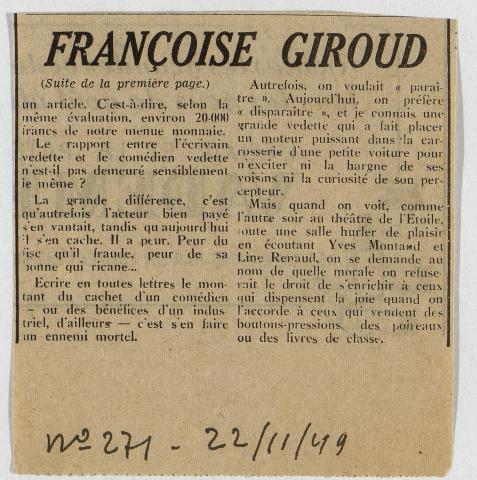 FRANÇOISE GIROUD
(Suite de la première page.)
un article. C'est-à-dire, selon la
même évaluation, environ 20.000
francs de notre menue monnaie.
Le rapport entre l'écrivain
vedette et le comédien vedette
n'est-il pas demeuré sensiblement
le même ?
La grande différence, c'est
qu'autrefois l'acteur bien payé
s'en vantait, tandis qu'aujourd'hui
il s'en cache. Il a peur. Peur du
fisc qu'il fraude, peur de sa
bonne qui ricane...
Ecrire en toutes lettres le mon-
tant du cachet d'un comédien
— ou des bénéfices d'un indus-
triel, d'ailleurs — c'est s'en faire
un ennemi mortel.
Autrefois, on voulait « paraî-
tre ». Aujourd'hui, on préfère
« disparaître », et je connais une
grande vedette qui a fait placer
un moteur puissant dans la car-
rosserie d'une petite voiture pour
n'exciter ni la hargne de ses
voisins ni la curiosité de son per-
cepteur.
Mais quand on voit, comme
l'autre soir au théâtre de l'Etoile,
toute une salle hurler de plaisir
en écoutant Yves Montand et
Line Renaud, on se demande au
nom de quelle morale on refuse-
rait le droit de s'enrichir à ceux
qui dispensent la joie quand on
l'accorde à ceux qui vendent des
boutons-pressions, des poireaux
ou des livres de classe.
nº 271 - 22/11/49